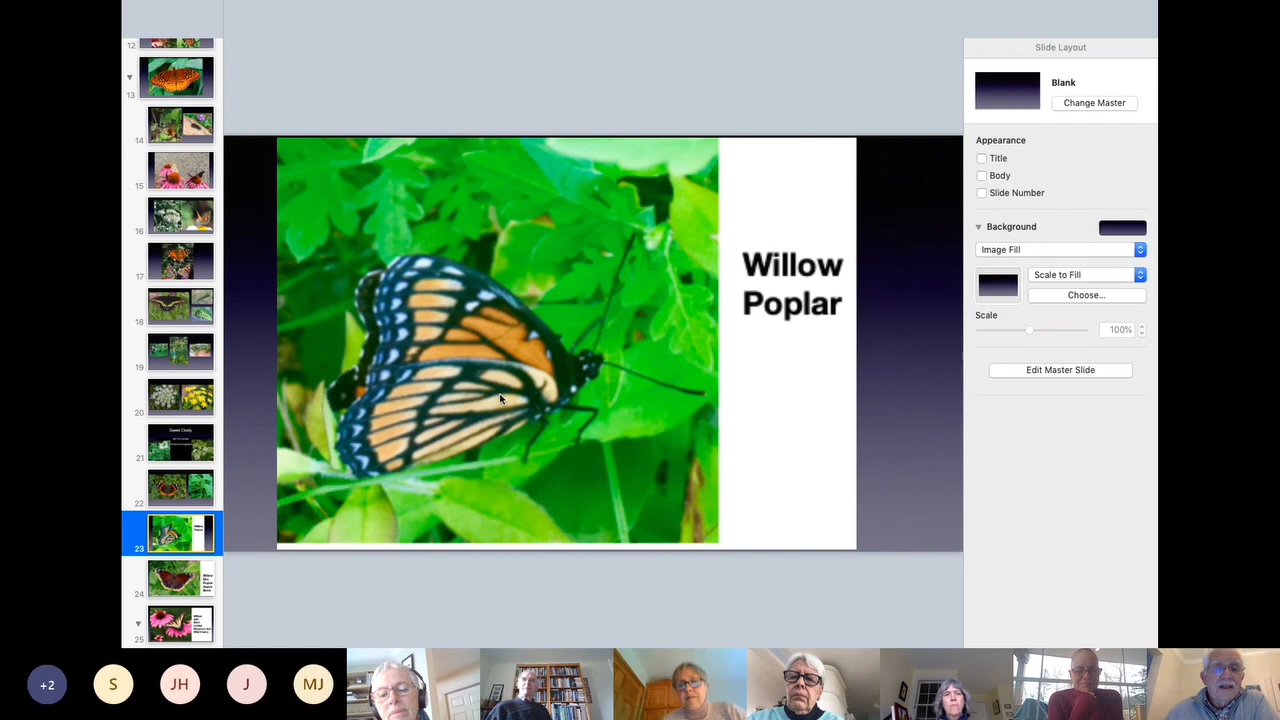 12
13
14
15
16
17
18
19
20
Sweet Cicely
21
22
23
24
25
Willow
Poplar
Slide Layout
Blank
Change Master
Appearance
Title
Body
Slide Number
Background
Image Fill
Scale to Fill
Choose...
Scale
100%
Edit Master Slide
+2
S
JH
J
MJ